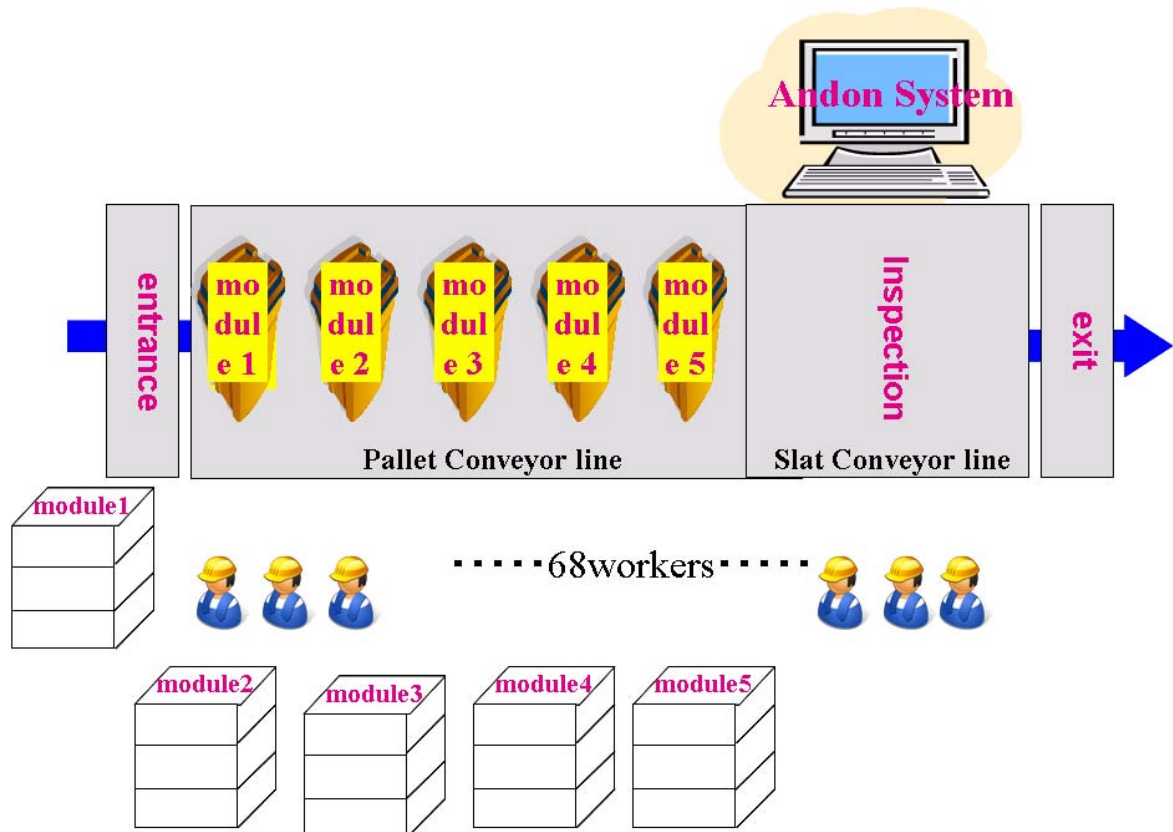 Andon System
entrance
mo
dul
e 1
mo
dul
e 2
mo
dul
e 3
mo
dul
e 4
mo
dul
e 5
Inspection
exit
Pallet Conveyor line
Slat Conveyor line
module1
68workers
module2
module3
module4
module5